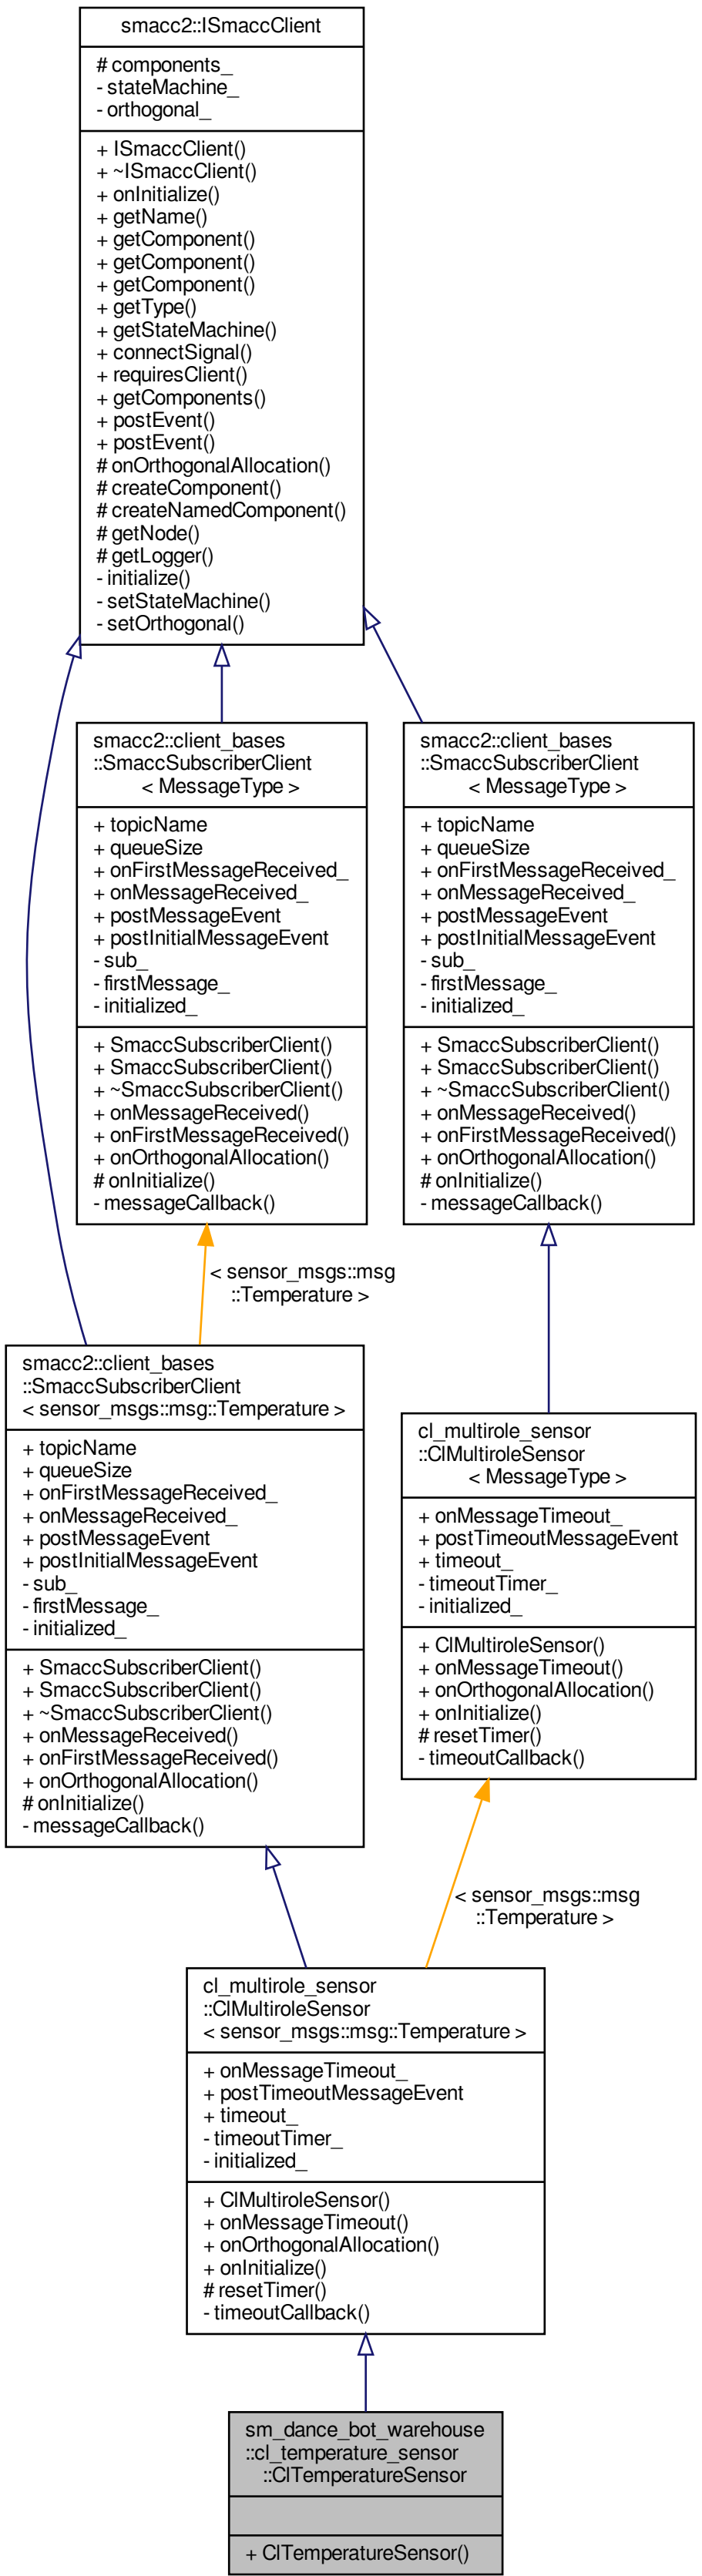 smacc2::ISmaccClient
# components_
- stateMachine_
- orthogonal_
+ ISmaccClient()
+ ~ISmaccClient()
+ onInitialize()
+ getName()
+ getComponent()
+ getComponent()
+ getComponent()
+ getType()
+ getStateMachine()
+ connectSignal()
+ requiresClient()
+ getComponents()
+ postEvent()
+ postEvent()
# onOrthogonalAllocation()
# createComponent()
# createNamedComponent()
# getNode()
# getLogger()
- initialize()
- setStateMachine()
- setOrthogonal()
smacc2::client_bases
::SmaccSubscriberClient
< MessageType >
+ topicName
+ queueSize
+ onFirstMessageReceived_
+ onMessageReceived_
+ postMessageEvent
+ postInitialMessageEvent
- sub_
- firstMessage_
- initialized_
+ SmaccSubscriberClient()
+ SmaccSubscriberClient()
+ ~SmaccSubscriberClient()
+ onMessageReceived()
+ onFirstMessageReceived()
+ onOrthogonalAllocation()
# onInitialize()
- messageCallback()
smacc2::client_bases
::SmaccSubscriberClient
< MessageType >
+ topicName
+ queueSize
+ onFirstMessageReceived_
+ onMessageReceived_
+ postMessageEvent
+ postInitialMessageEvent
- sub_
- firstMessage_
- initialized_
+ SmaccSubscriberClient()
+ SmaccSubscriberClient()
+ ~SmaccSubscriberClient()
+ onMessageReceived()
+ onFirstMessageReceived()
+ onOrthogonalAllocation()
# onInitialize()
- messageCallback()
< sensor_msgs::msg
::Temperature >
smacc2::client_bases
::SmaccSubscriberClient
< sensor_msgs::msg::Temperature >
+ topicName
+ queueSize
+ onFirstMessageReceived_
+ onMessageReceived_
+ postMessageEvent
+ postInitialMessageEvent
- sub_
- firstMessage_
- initialized_
+ SmaccSubscriberClient()
+ SmaccSubscriberClient()
+ ~SmaccSubscriberClient()
+ onMessageReceived()
+ onFirstMessageReceived()
+ onOrthogonalAllocation()
# onInitialize()
- messageCallback()
cl_multirole_sensor
::ClMultiroleSensor
< MessageType >
+ onMessageTimeout_
+ postTimeoutMessageEvent
+ timeout_
- timeoutTimer_
- initialized_
+ ClMultiroleSensor()
+ onMessageTimeout()
+ onOrthogonalAllocation()
+ onInitialize()
# resetTimer()
- timeoutCallback()
< sensor_msgs::msg
::Temperature >
cl_multirole_sensor
::ClMultiroleSensor
< sensor_msgs::msg::Temperature >
+ onMessageTimeout_
+ postTimeoutMessageEvent
+ timeout_
- timeoutTimer_
- initialized_
+ ClMultiroleSensor()
+ onMessageTimeout()
+ onOrthogonalAllocation()
+ onInitialize()
# resetTimer()
- timeoutCallback()
sm_dance_bot_warehouse
::cl_temperature_sensor
::ClTemperatureSensor
+ ClTemperatureSensor()